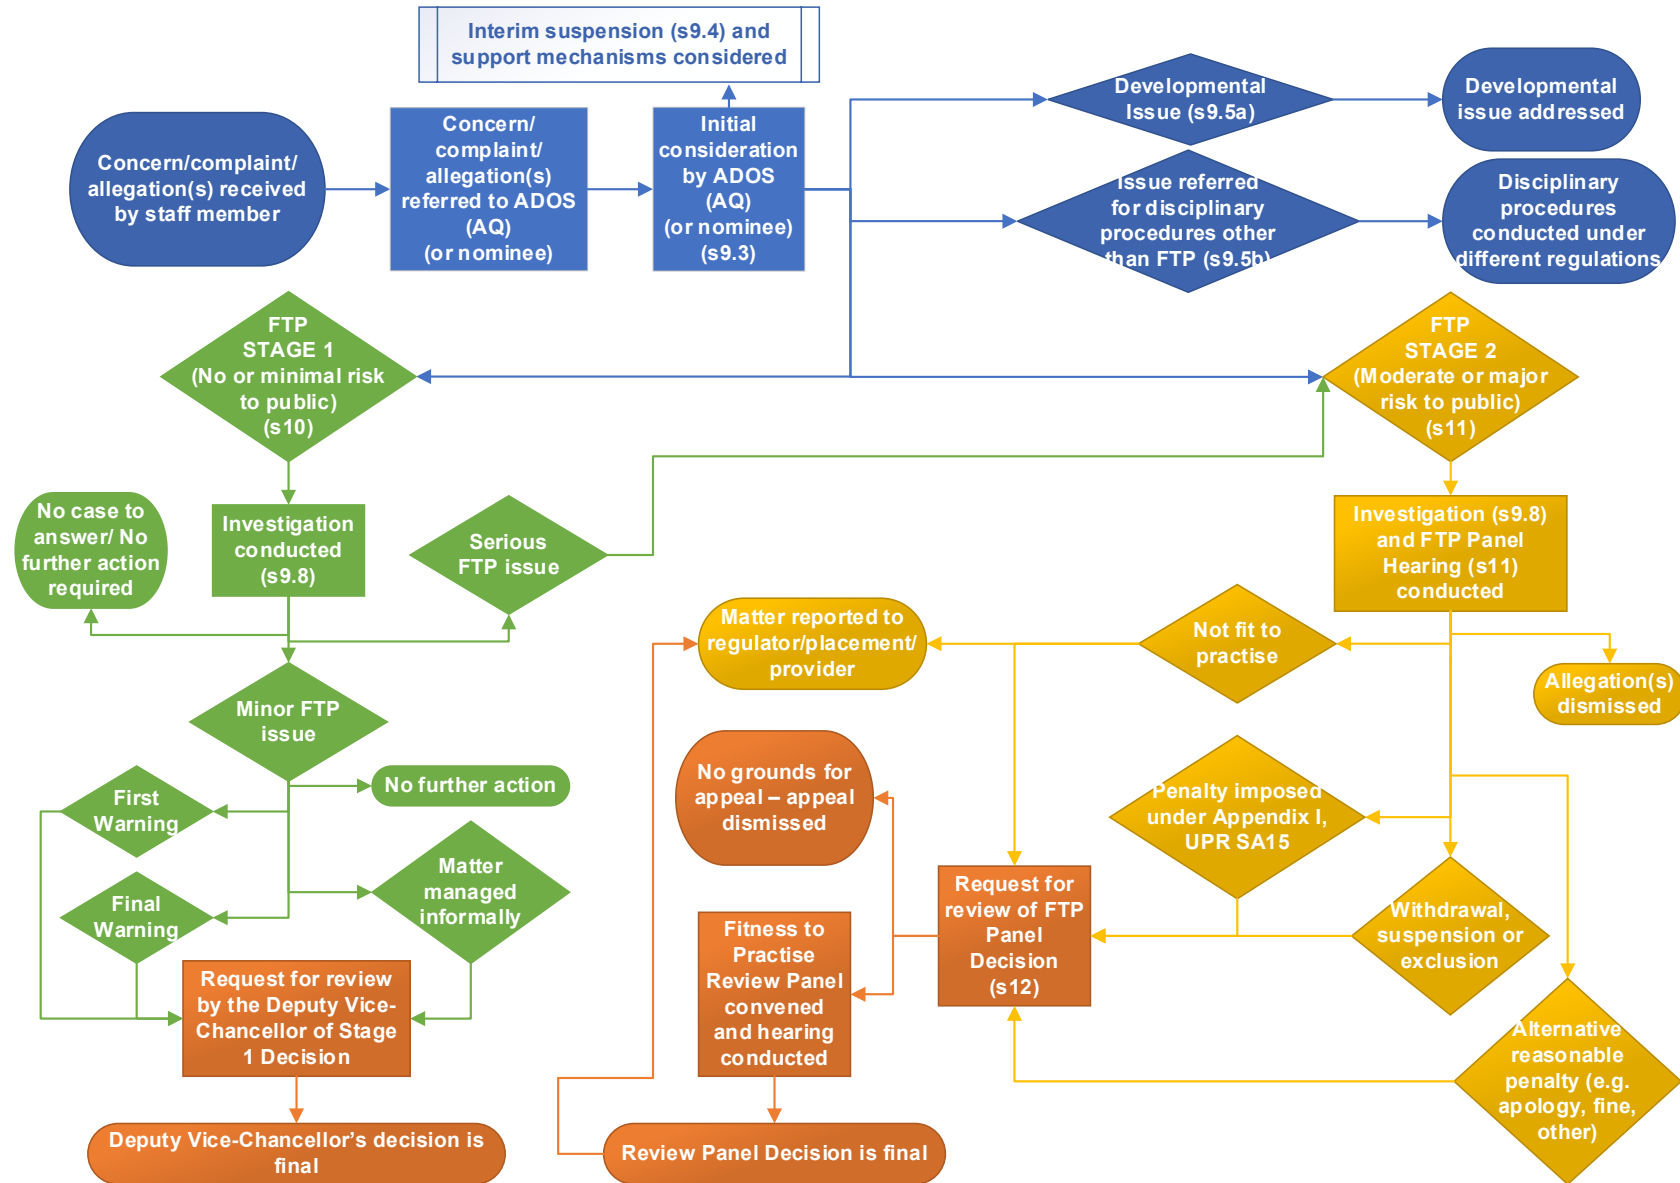 Interim suspension (s9.4) and
support mechanisms considered
Concern/complaint/
allegation(s) received
by staff member
Concern/
complaint/
allegation(s)
referred to ADOS
(AQ)
(or nominee)
Initial
consideration
by ADOS
(AQ)
(or nominee)
(s9.3)
Developmental
Issue (s9.5a)
Developmental
issue addressed
Issue referred
for disciplinary
procedures other
than FTP (s9.5b)
Disciplinary
procedures
conducted under
different regulations
FTP
STAGE 1
(No or minimal risk
to public)
(s10)
FTP
STAGE 2
(Moderate or major
risk to public)
(s11)
No case to
answer/ No
further action
required
Investigation
conducted
(s9.8)
Serious
FTP issue
Investigation (s9.8)
and FTP Panel
Hearing (s11)
conducted
Matter reported to
regulator/placement/
provider
Not fit to
practise
Allegation(s)
dismissed
Minor FTP
issue
No further action
First
Warning
Final
Warning
Matter
managed
informally
No grounds for
appeal – appeal
dismissed
Penalty imposed
under Appendix I,
UPR SA15
Request for
review of FTP
Panel
Decision
(s12)
Withdrawal,
suspension or
exclusion
Fitness to
Practise
Review Panel
convened
and hearing
conducted
Request for review
by the Deputy Vice-
Chancellor of Stage
1 Decision
Alternative
reasonable
penalty (e.g.
apology, fine,
other)
Deputy Vice-Chancellor’s decision is
final
Review Panel Decision is final